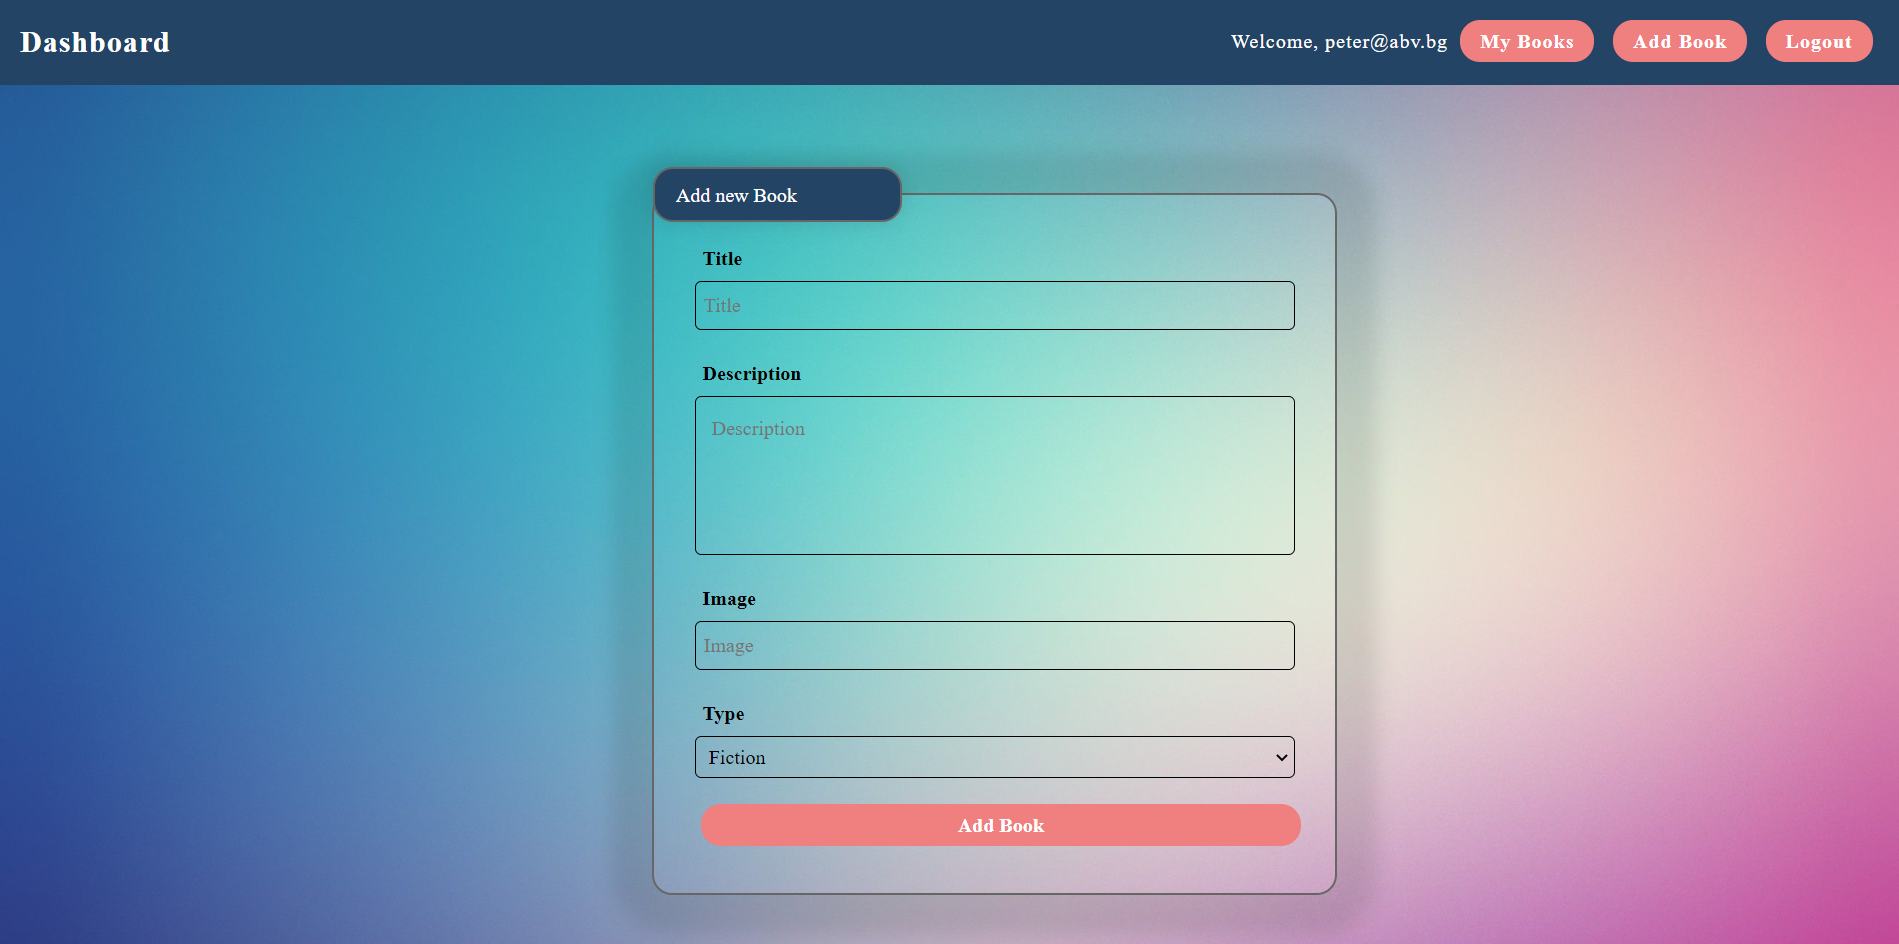 Dashboard
Welcome, peter@abv.bg My Books Add Book Logout
Add new Book
Title
Title
Description
Description
Image
Image
Type
Fiction
Add Book